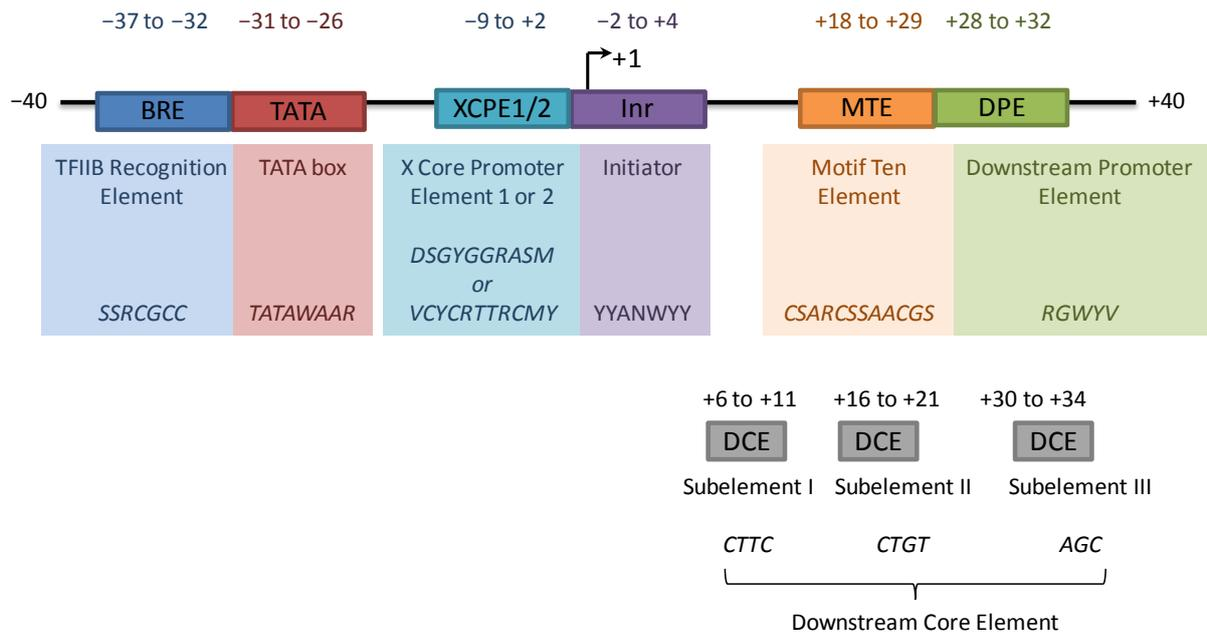 −37 to −32 −31 to −26 −9 to +2 −2 to +4 +18 to +29 +28 to +32
+1
−40 BRE TATA XCPE1/2 Inr MTE DPE +40
TFIIB Recognition Element
SSRCGCC
TATA box
TATAWAAR
X Core Promoter
Element 1 or 2
DSGYGGRASM
or
VCYCRTTRCMY
Initiator
YYANWYY
Motif Ten
Element
CSARCSSAACGS
Downstream Promoter
Element
RGWYV
+6 to +11 +16 to +21 +30 to +34
DCE DCE DCE
Subelement I Subelement II Subelement III
CTTC CTGT AGC
Downstream Core Element